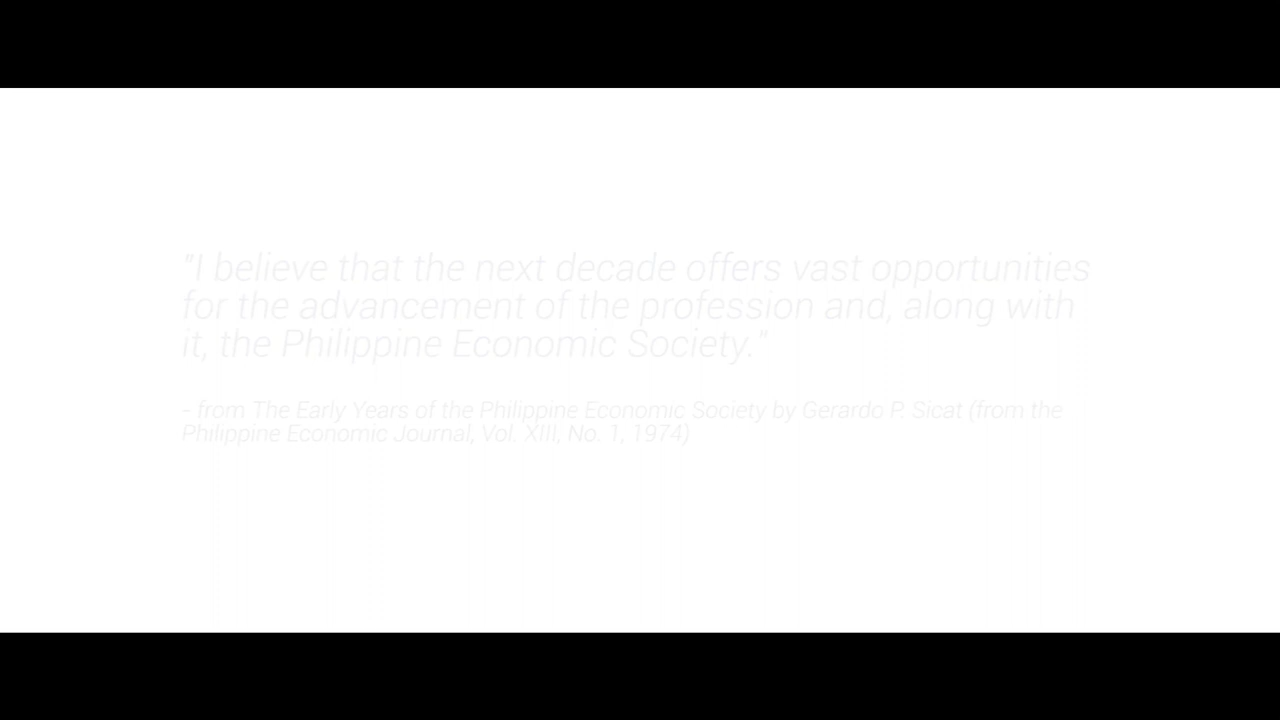 "I believe that the next decade offers vast opportunities
for the advancement of the profession and, along with
it, the Philippine Economic Society."
- from The Early Years of the Philippine Economic Society by Gerardo P. Sicat (from the
Philippine Economic Journal, Vol. XIII, No. 1, 1974)